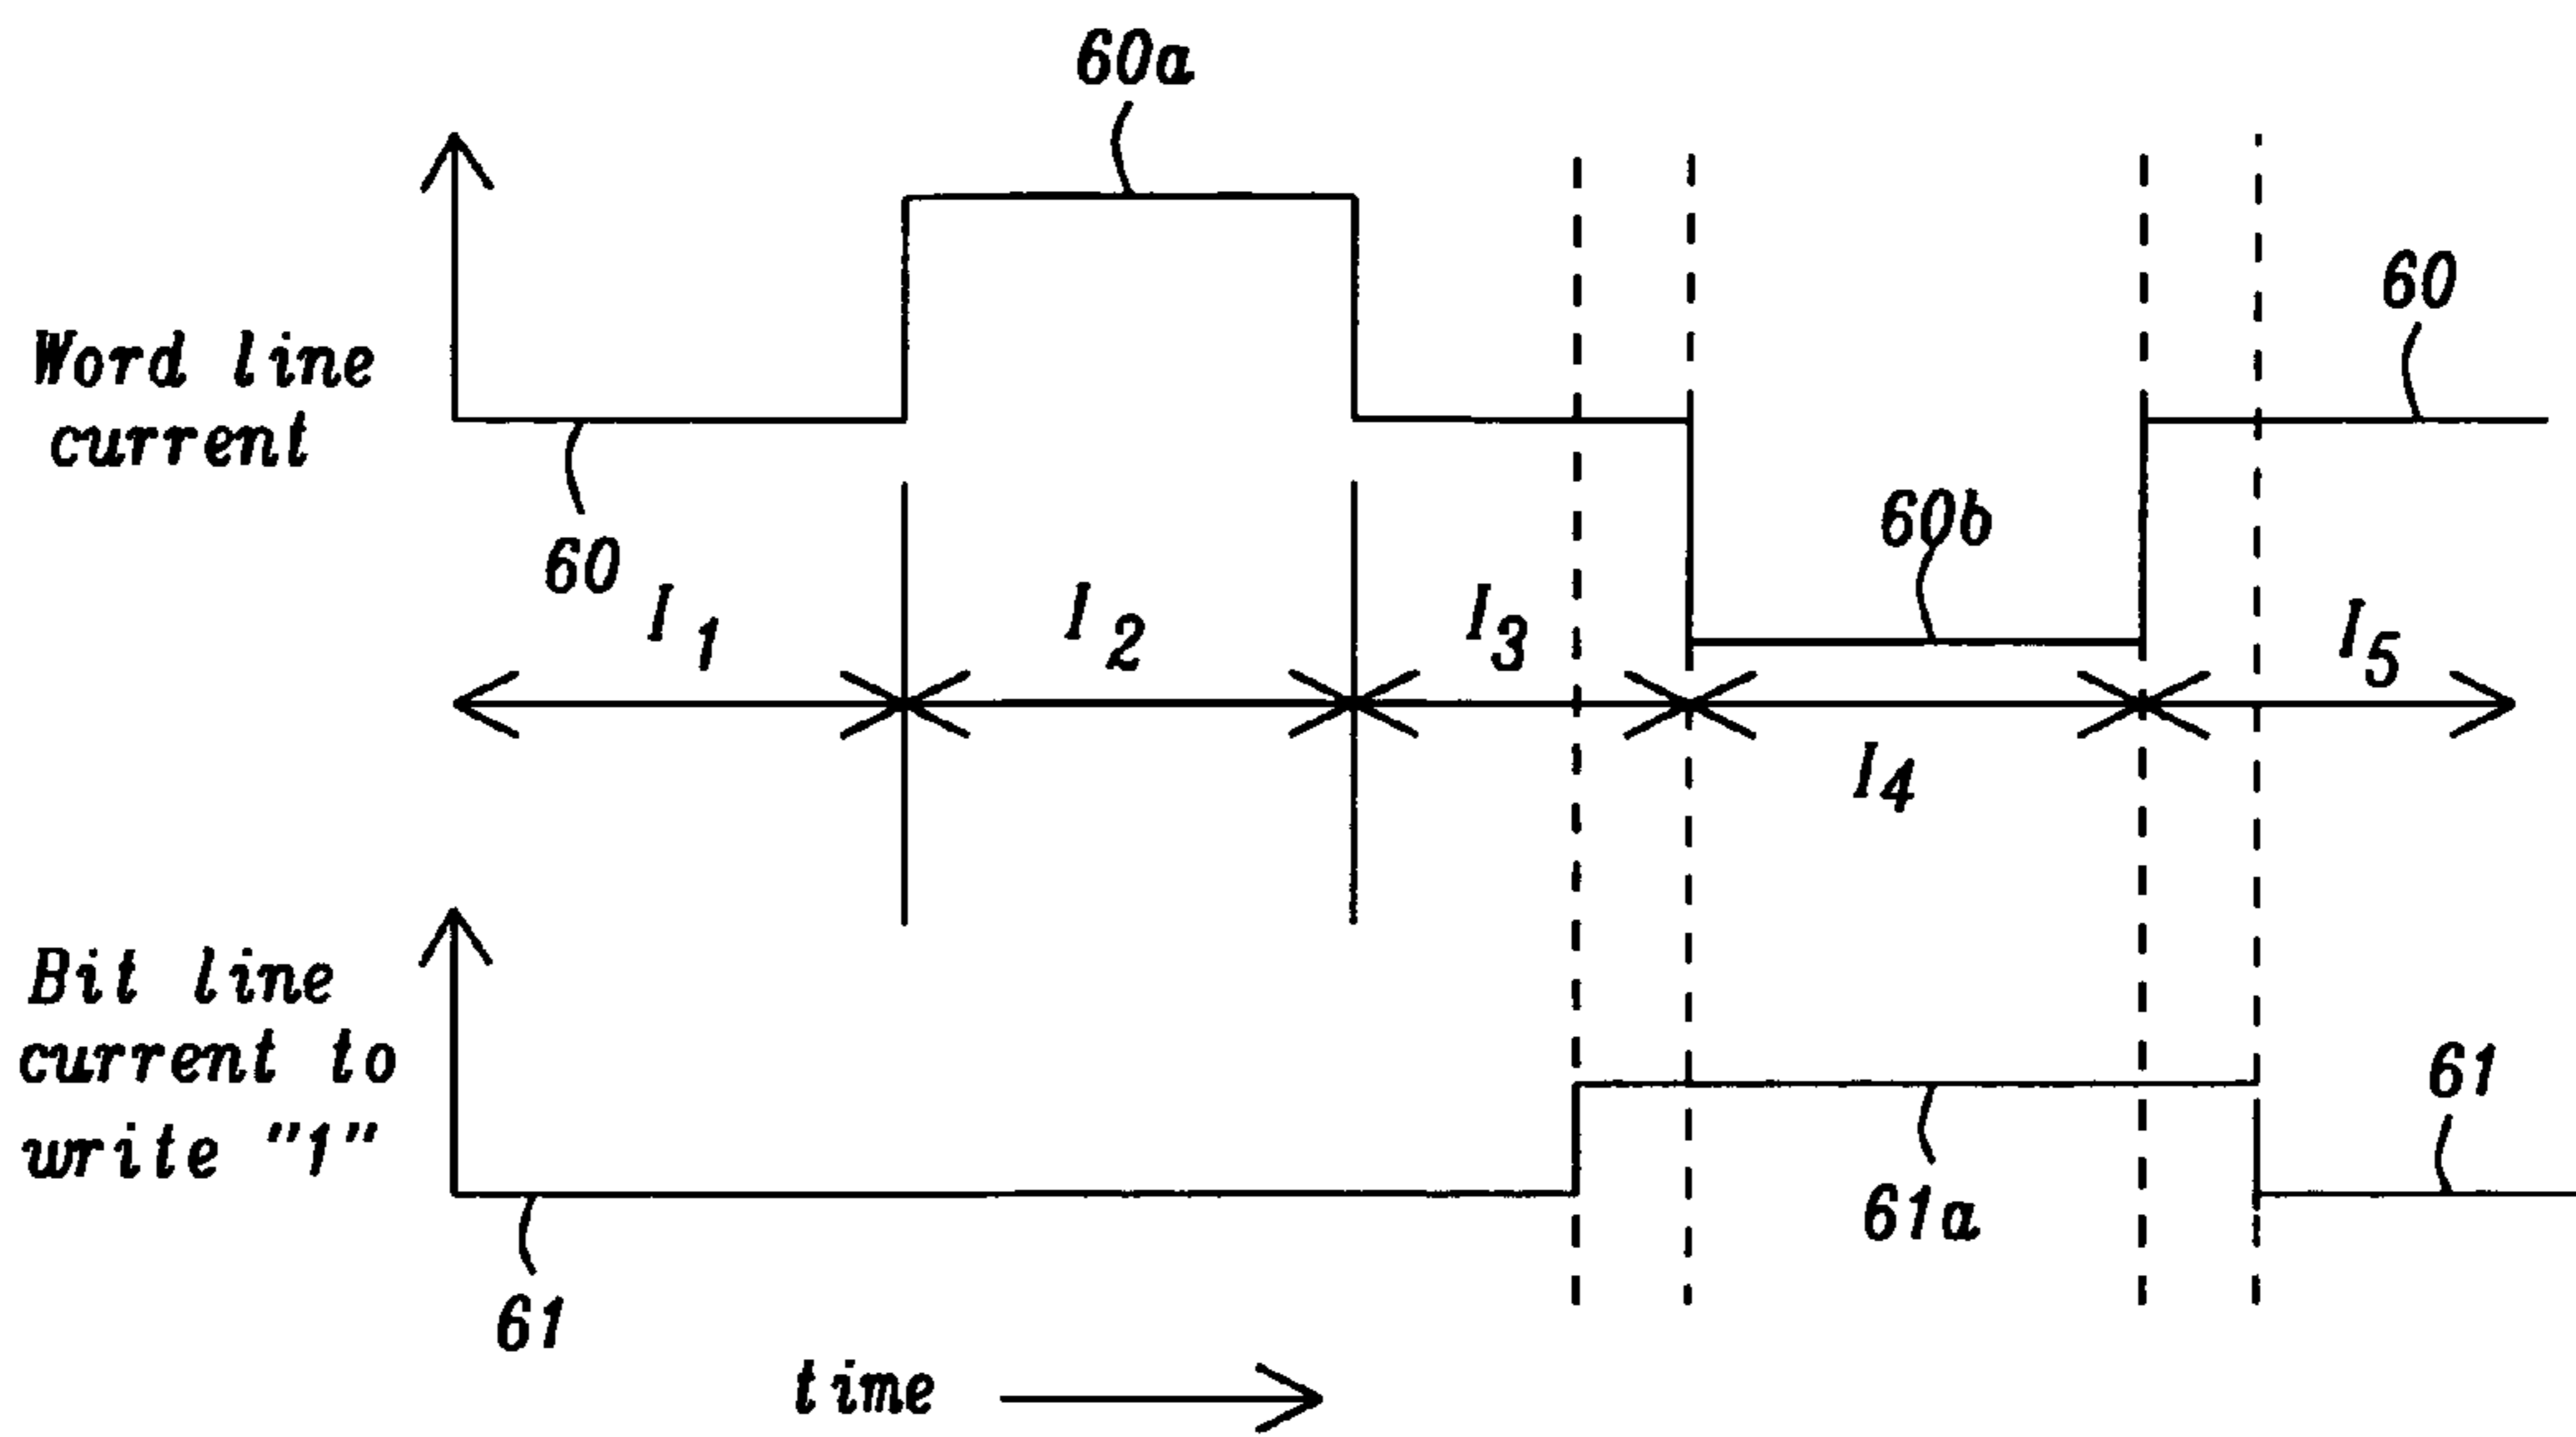 60a
60
Word line
current
60b
60
I1
I2
I3
I5
I4
Bit line
current to
write "1"
61
61a
61
time